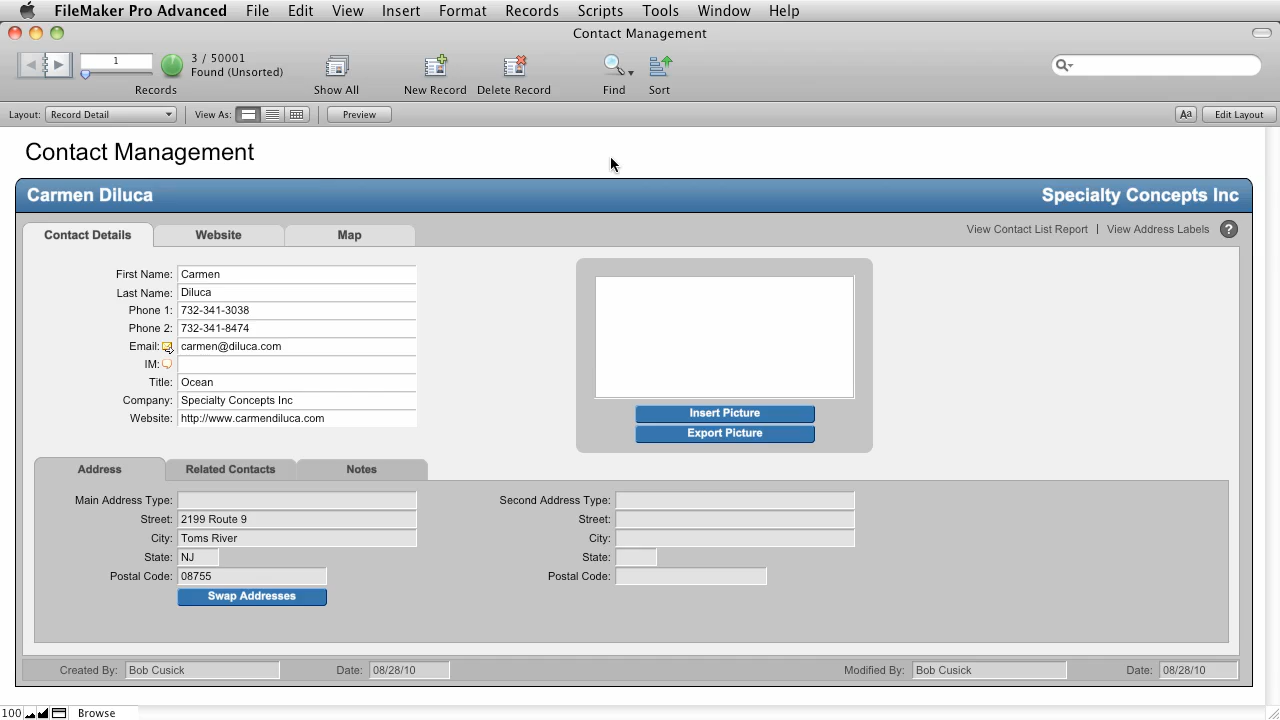 FileMaker Pro Advanced File Edit View Insert Format Records Scripts Tools Window Help
Contact Management
1
3 / 50001
Found (Unsorted)
Records Show All New Record Delete Record Find Sort
Layout: Record Detail View As: Preview Aa Edit Layout
Contact Management
Carmen Diluca Specialty Concepts Inc
Contact Details Website Map View Contact List Report | View Address Labels ?
First Name: Carmen
Last Name: Diluca
Phone 1: 732-341-3038
Phone 2: 732-341-8474
Email: carmen@diluca.com
IM:
Title: Ocean
Company: Specialty Concepts Inc
Website: http://www.carmendiluca.com
Insert Picture
Export Picture
Address Related Contacts Notes
Main Address Type: Second Address Type:
Street: 2199 Route 9 Street:
City: Toms River City:
State: NJ State:
Postal Code: 08755 Postal Code:
Swap Addresses
Created By: Bob Cusick Date: 08/28/10 Modified By: Bob Cusick Date: 08/28/10
100 Browse